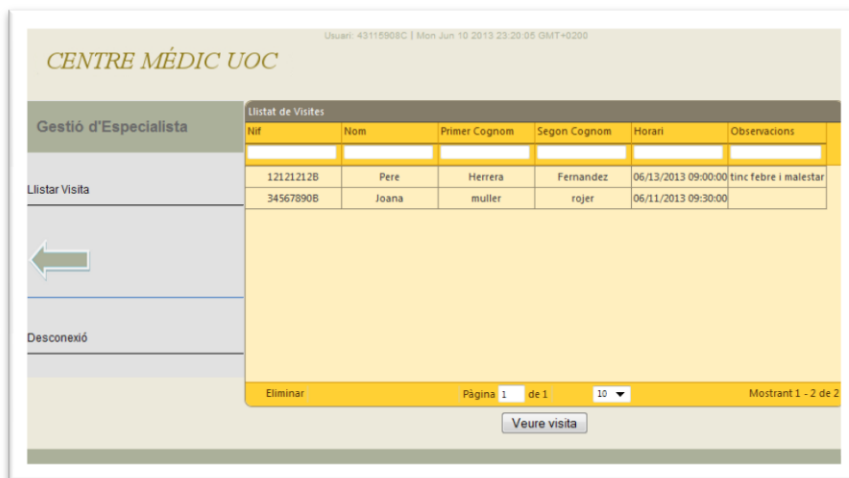 Usuari: 43115908C | Mon Jun 10 2013 23:20:05 GMT+0200
CENTRE MÉDIC UOC
Gestió d'Especialista
Llistar Visita
Desconexió
Llistat de Visites
Nif Nom Primer Cognom Segon Cognom Horari Observacions
12121212B Pere Herrera Fernandez 06/13/2013 09:00:00 tinc febre i malestar
34567890B Joana muller rojer 06/11/2013 09:30:00
Eliminar Pàgina 1 de 1 10 Mostrant 1 - 2 de 2
Veure visita